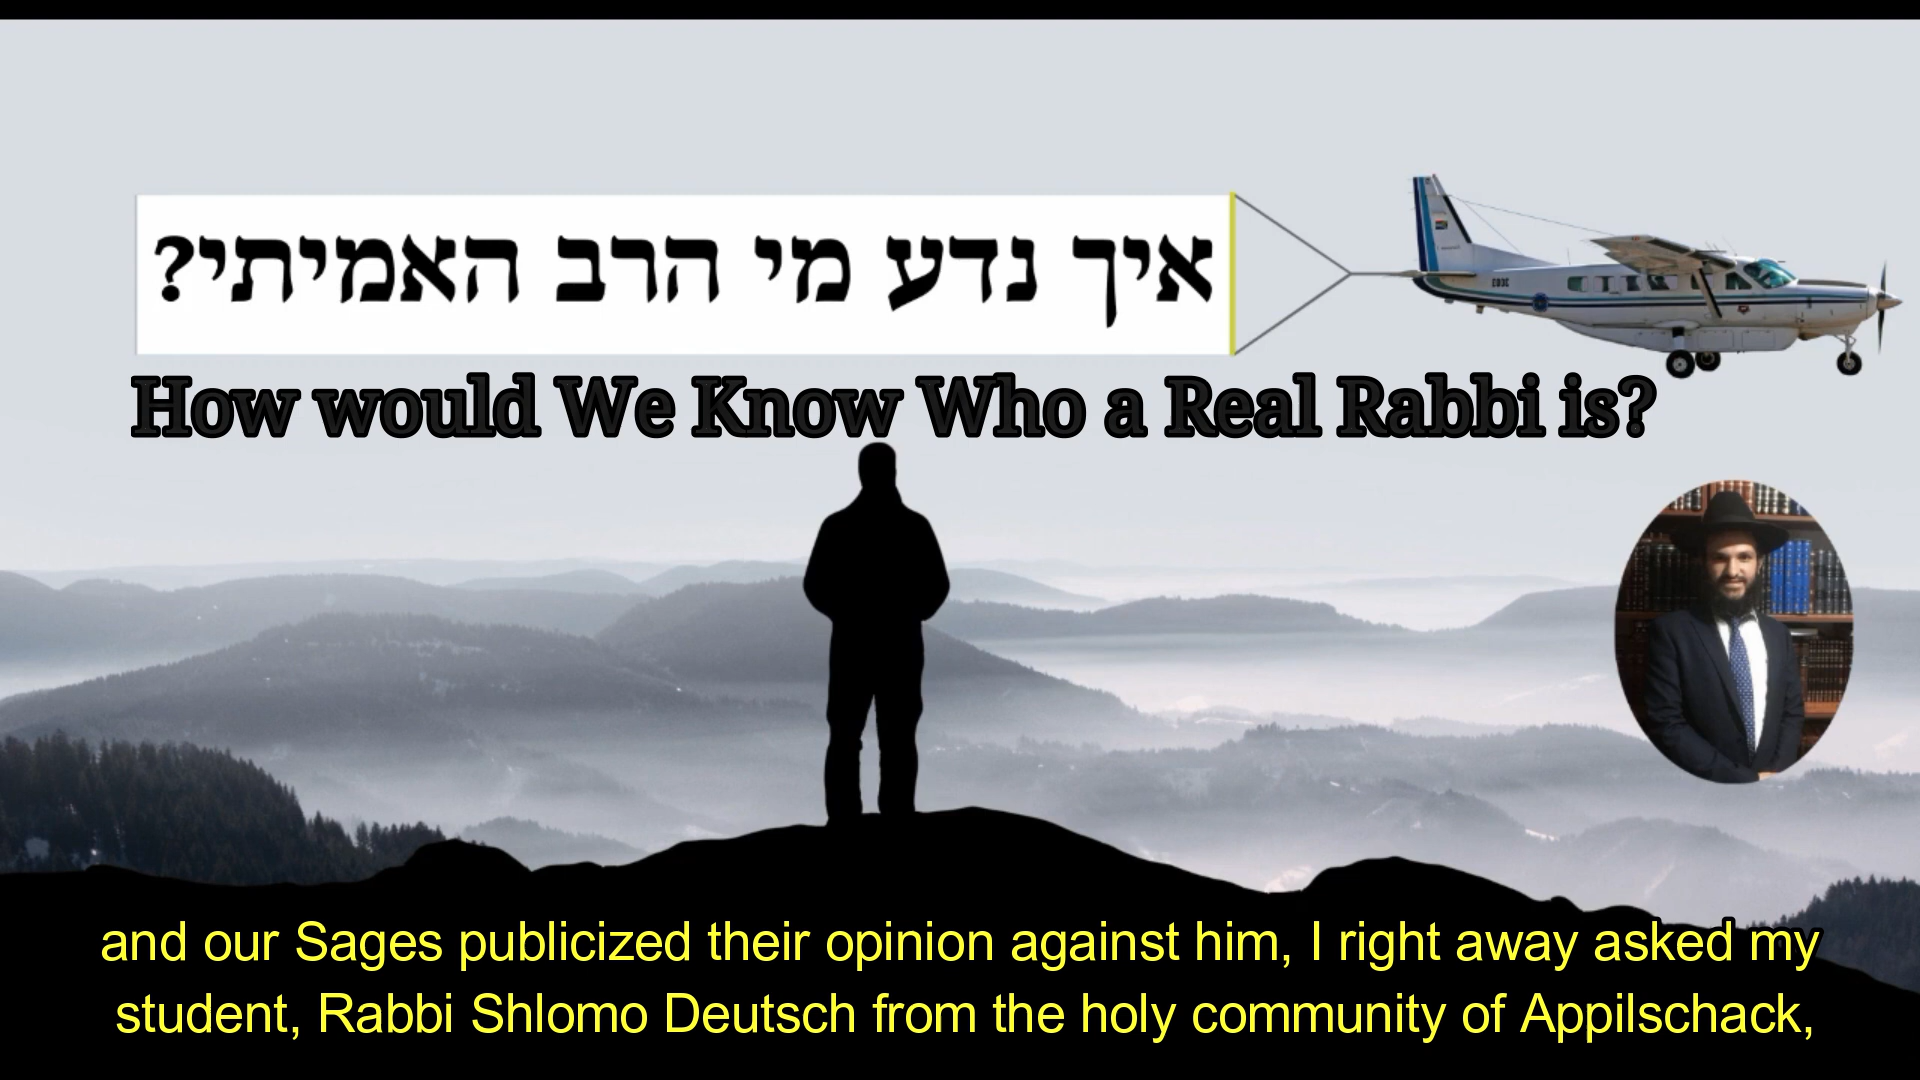 איך נדע מי הרב האמיתי?
How would We Know Who a Real Rabbi is?
and our Sages publicized their opinion against him, I right away asked my
student, Rabbi Shlomo Deutsch from the holy community of Appilschack,